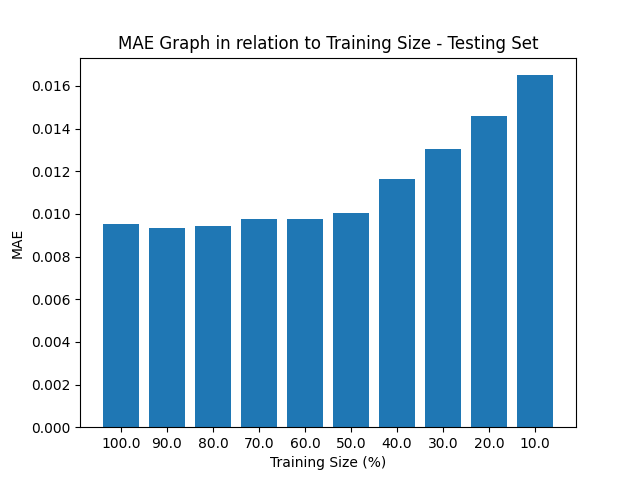 MAE Graph in relation to Training Size - Testing Set
0.016
0.014
0.012
0.010
0.008
0.006
0.004
0.002
0.000
MAE
100.0 90.0 80.0 70.0 60.0 50.0 40.0 30.0 20.0 10.0
Training Size (%)